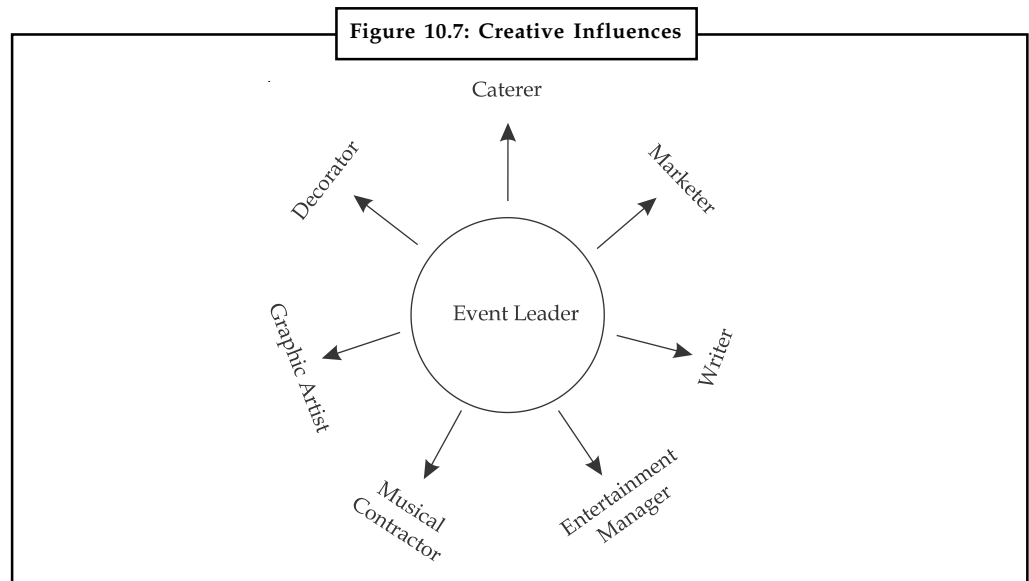 Figure 10.7: Creative Influences
Caterer
Decorator
Marketer
Event Leader
Graphic Artist
Writer
Musical
Contractor
Entertainment
Manager